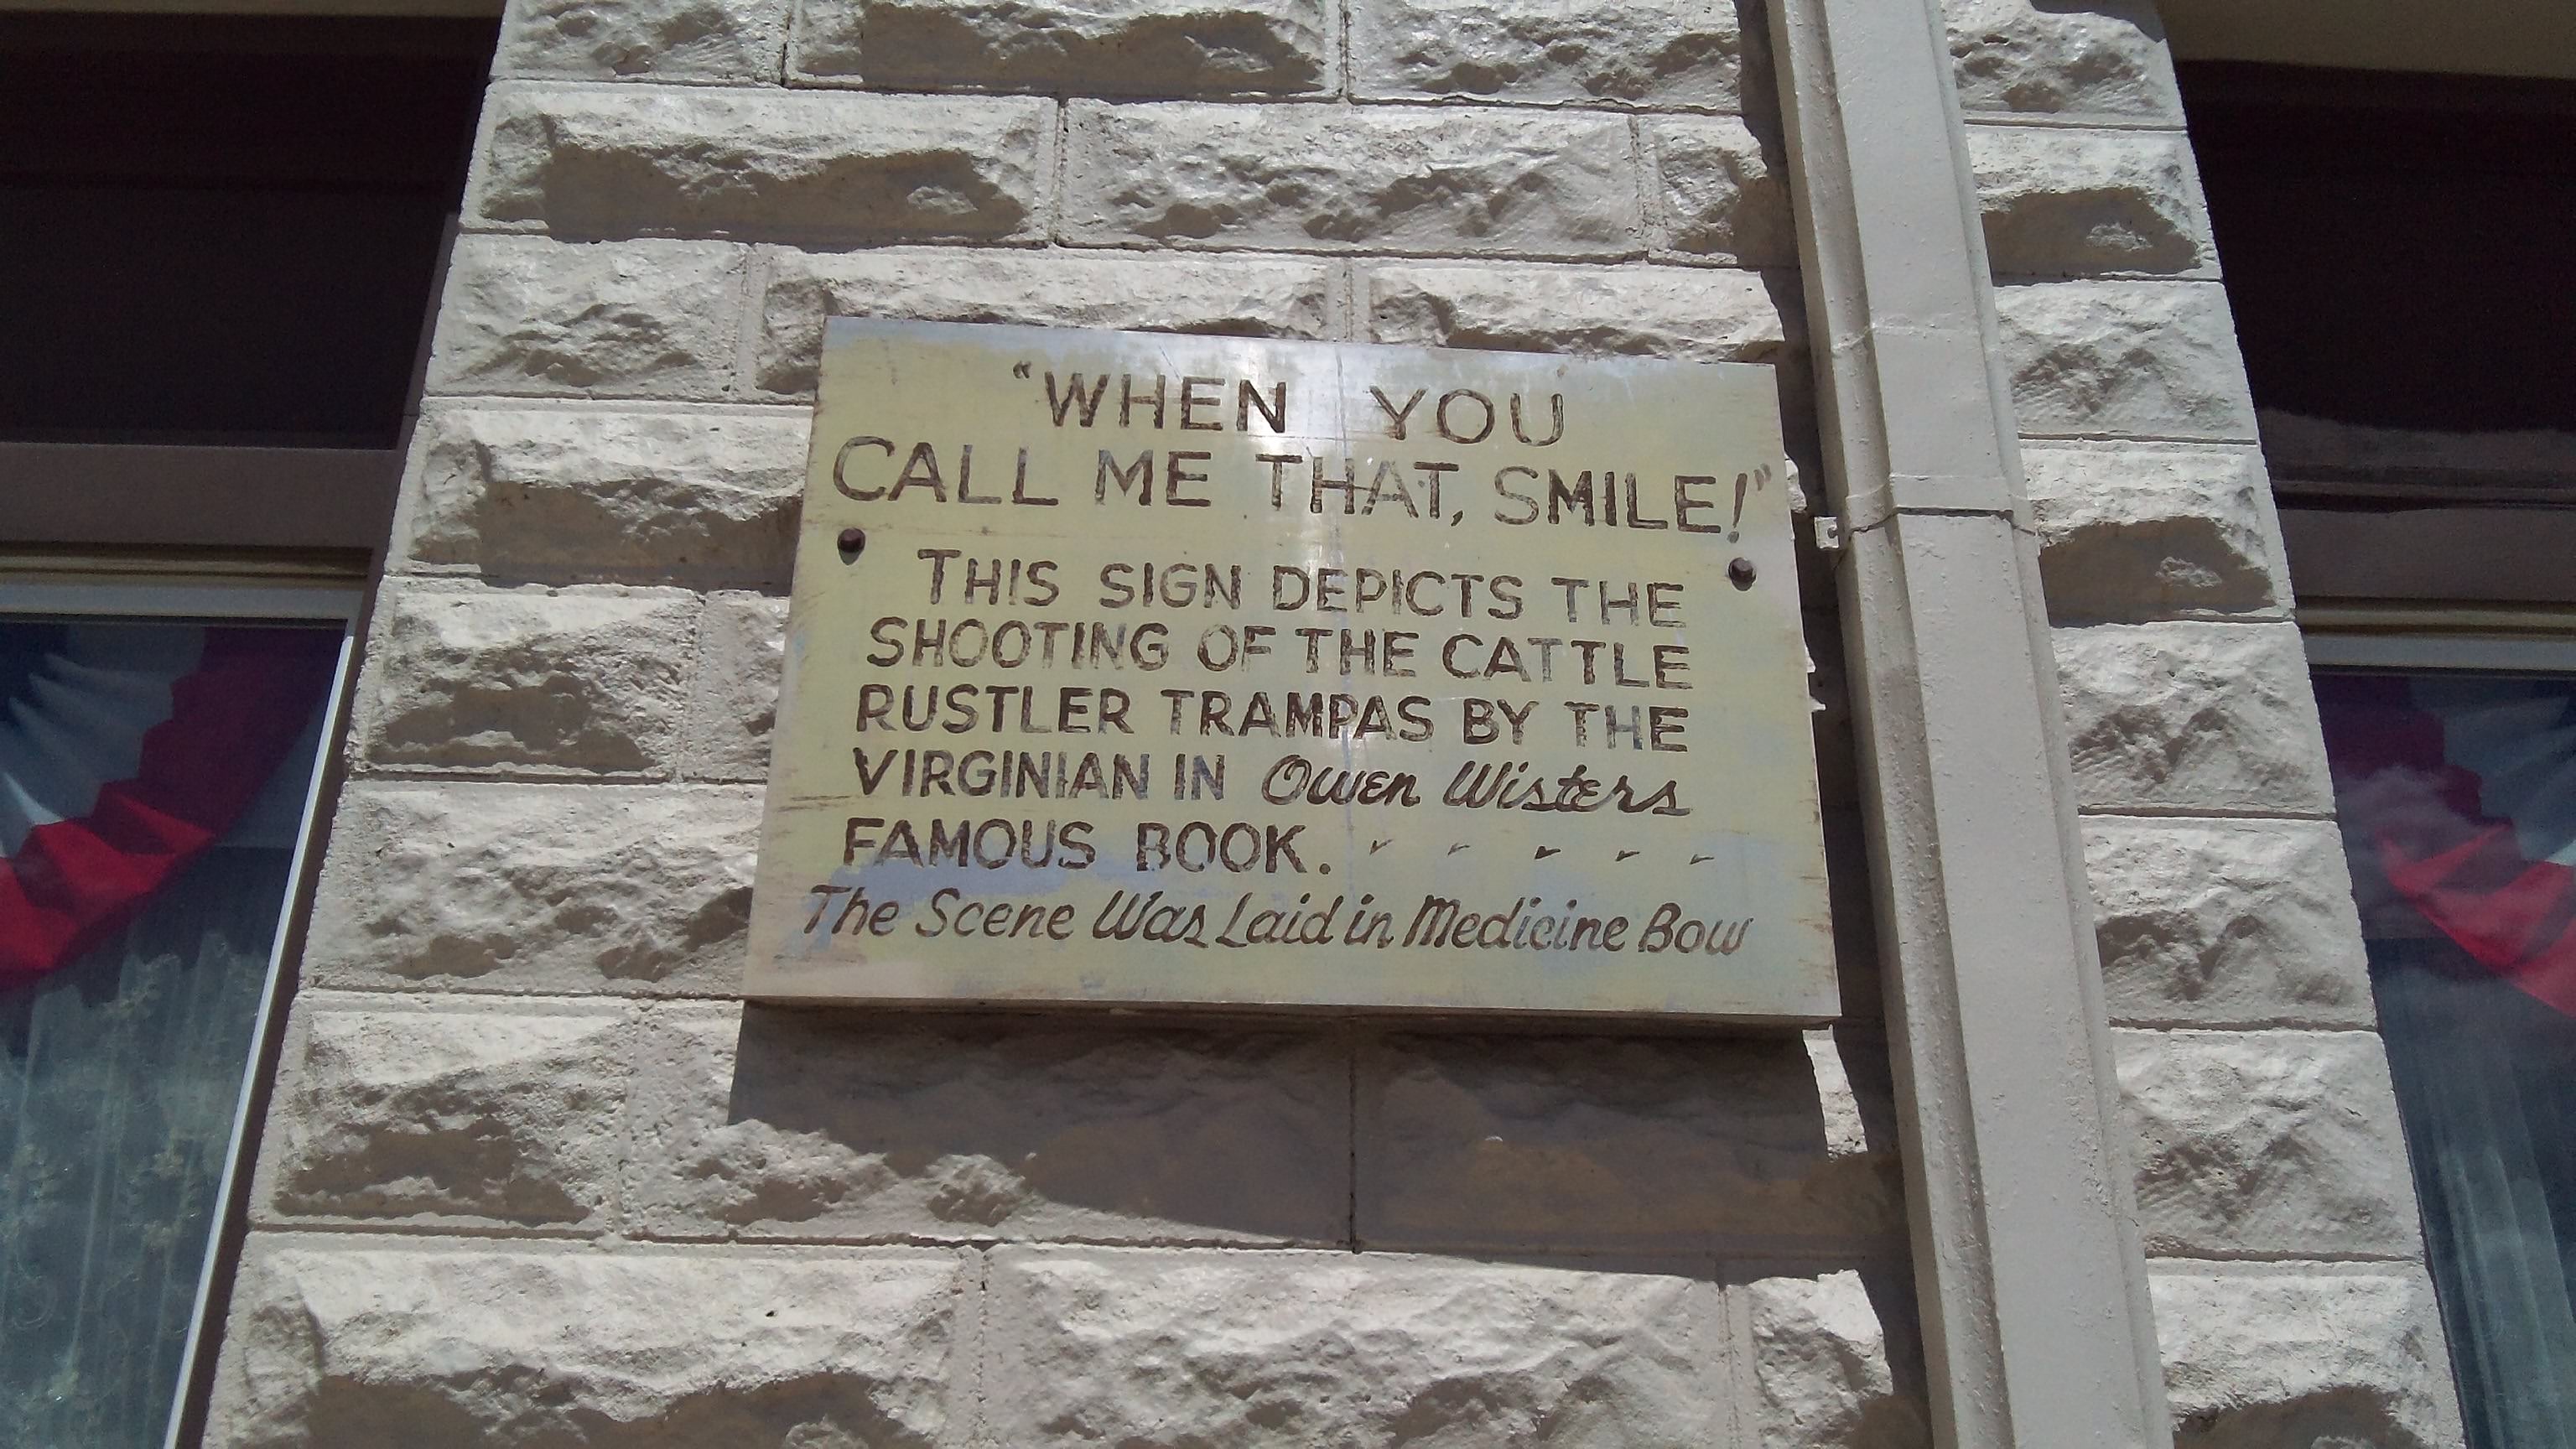 "WHEN YOU
CALL ME THAT, SMILE!"
THIS SIGN DEPICTS THE
SHOOTING OF THE CATTLE
RUSTLER TRAMPAS BY THE
VIRGINIAN IN Owen Wisters
FAMOUS BOOK. - - - - -
The Scene Was Laid in Medicine Bow